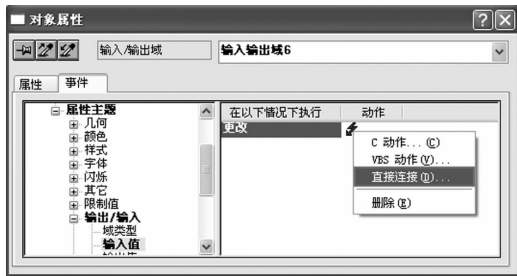 对象属性
输入/输出域
输入输出域6
属性
事件
属性主题
几何
颜色
样式
字体
闪烁
其它
限制值
输出/输入
域类型
输入值
在以下情况下执行
动作
更改
C 动作...(C)
VBS 动作(V)...
直接连接(D)...
删除(E)